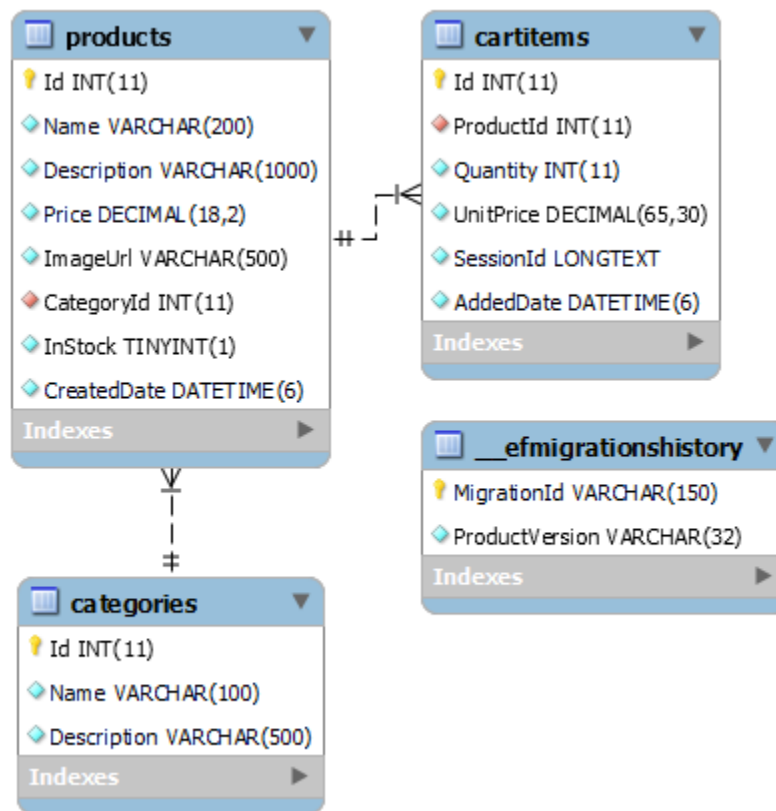 products
Id INT(11)
Name VARCHAR(200)
Description VARCHAR(1000)
Price DECIMAL(18,2)
ImageUrl VARCHAR(500)
CategoryId INT(11)
InStock TINYINT(1)
CreatedDate DATETIME(6)
Indexes
cartitems
Id INT(11)
ProductId INT(11)
Quantity INT(11)
UnitPrice DECIMAL(65,30)
SessionId LONGTEXT
AddedDate DATETIME(6)
Indexes
__efmigrationshistory
MigrationId VARCHAR(150)
ProductVersion VARCHAR(32)
Indexes
categories
Id INT(11)
Name VARCHAR(100)
Description VARCHAR(500)
Indexes